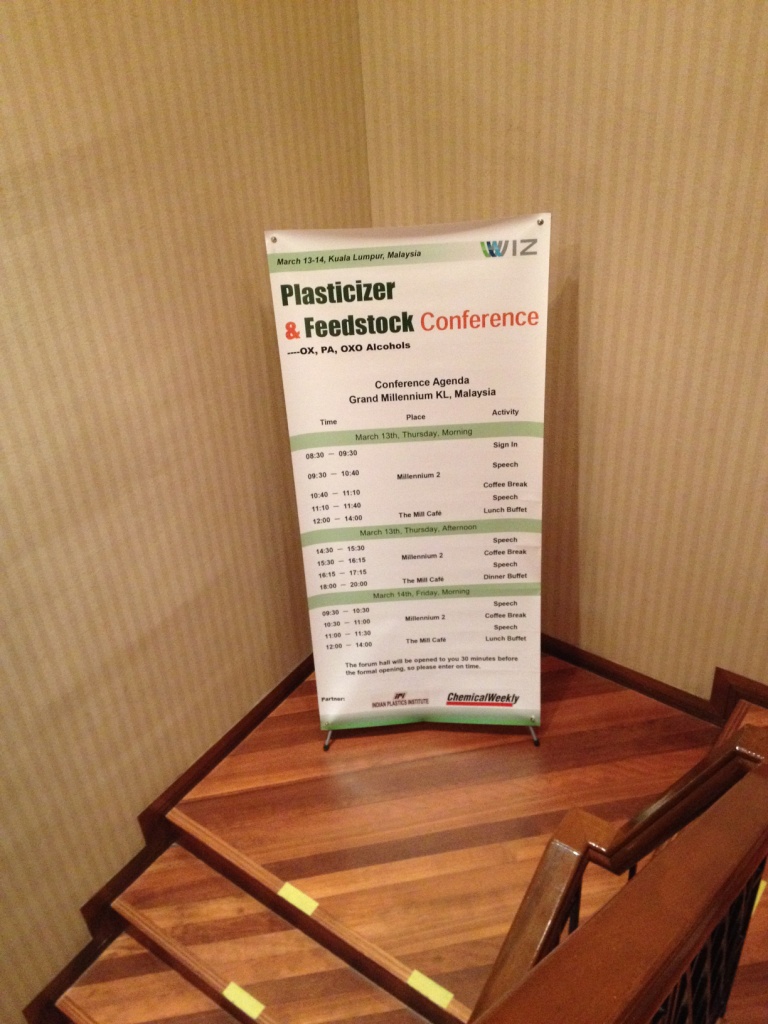 March 13-14, Kuala Lumpur, Malaysia
WIZ
Plasticizer
& Feedstock Conference
----OX, PA, OXO Alcohols
Conference Agenda
Grand Millennium KL, Malaysia
Time Place Activity
March 13th, Thursday, Morning
08:30 — 09:30 Sign In
09:30 — 10:40 Millennium 2 Speech
10:40 — 11:10 Coffee Break
11:10 — 11:40 Speech
12:00 — 14:00 The Mill Café Lunch Buffet
March 13th, Thursday, Afternoon
14:30 — 15:30 Speech
15:30 — 16:15 Millennium 2 Coffee Break
16:15 — 17:15 Speech
18:00 — 20:00 The Mill Café Dinner Buffet
March 14th, Friday, Morning
09:30 — 10:30 Speech
10:30 — 11:00 Millennium 2 Coffee Break
11:00 — 11:30 Speech
12:00 — 14:00 The Mill Café Lunch Buffet
The forum hall will be opened to you 30 minutes before
the formal opening, so please enter on time.
Partner:
IPI
INDIAN PLASTICS INSTITUTE
ChemicalWeekly